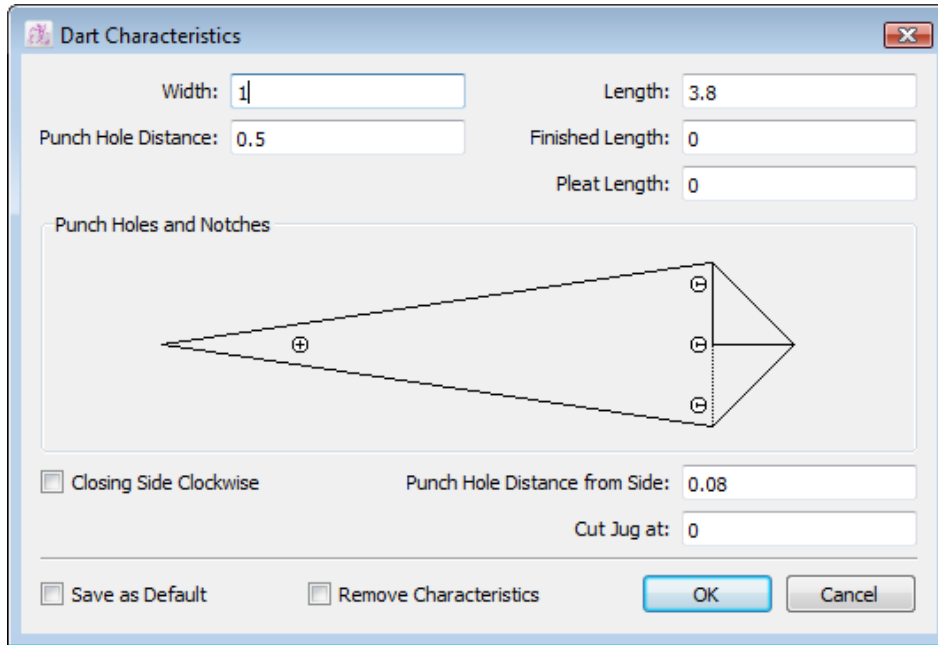 Dart Characteristics
Width: 1 Length: 3.8
Punch Hole Distance: 0.5 Finished Length: 0
Pleat Length: 0
Punch Holes and Notches
Closing Side Clockwise Punch Hole Distance from Side: 0.08
Cut Jug at: 0
Save as Default Remove Characteristics OK Cancel